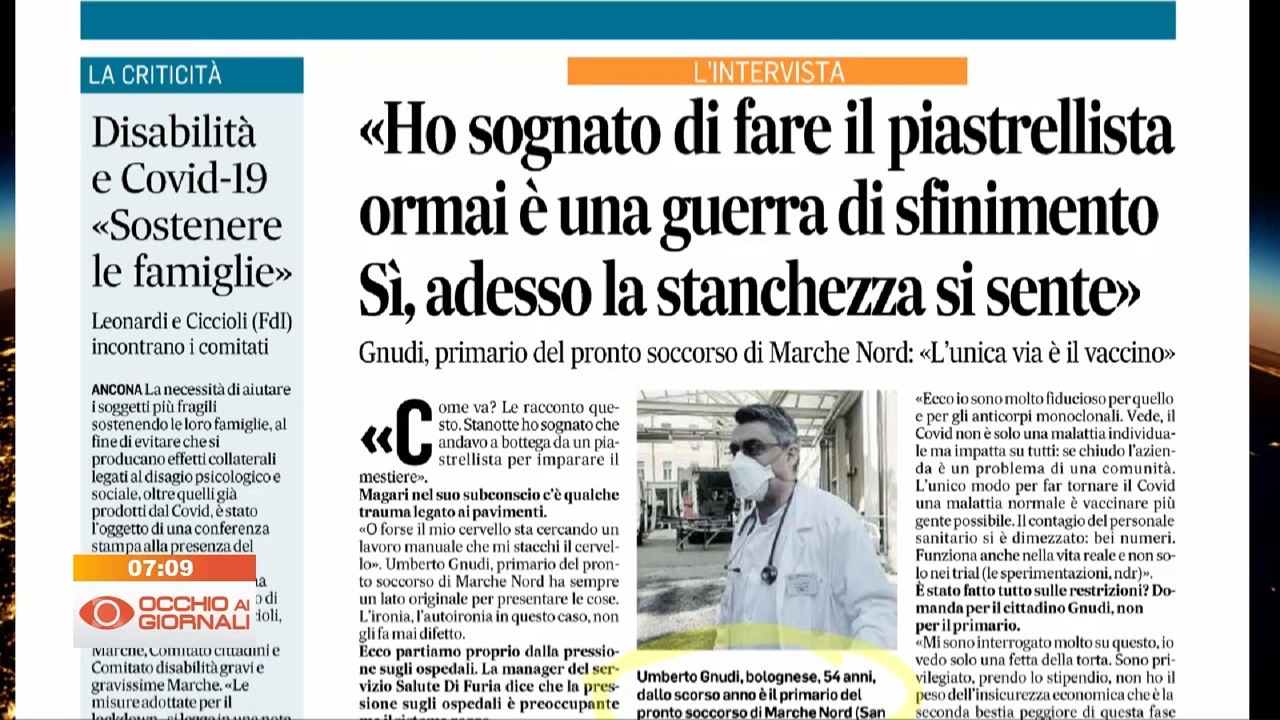 LA CRITICITÀ
Disabilità
e Covid-19
«Sostenere
le famiglie»
Leonardi e Ciccioli (FdI)
incontrano i comitati
ANCONA La necessità di aiutare
i soggetti più fragili
sostenendo le loro famiglie, al
fine di evitare che si
producano effetti collaterali
legati al disagio psicologico e
sociale, oltre quelli già
prodotti dal Covid, è stato
l'oggetto di una conferenza
stampa alla presenza del
07:09
OCCHIO AI
GIORNALI
Marche, Comitato cittadini e
Comitato disabilità gravi e
gravissime Marche. «Le
misure adottate per il
L'INTERVISTA
«Ho sognato di fare il piastrellista
ormai è una guerra di sfinimento
Sì, adesso la stanchezza si sente»
Gnudi, primario del pronto soccorso di Marche Nord: «L'unica via è il vaccino»
«Come va? Le racconto que-
sto. Stanotte ho sognato che
andavo a bottega da un pia-
strellista per imparare il
mestiere».
Magari nel suo subconscio c'è qualche
trauma legato ai pavimenti.
«O forse il mio cervello sta cercando un
lavoro manuale che mi stacchi il cervel-
lo». Umberto Gnudi, primario del pron-
to soccorso di Marche Nord ha sempre
un lato originale per presentare le cose.
L'ironia, l'autoironia in questo caso, non
gli fa mai difetto.
Ecco partiamo proprio dalla pressio-
ne sugli ospedali. La manager del ser-
vizio Salute Di Furia dice che la pres-
sione sugli ospedali è preoccupante
Umberto Gnudi, bolognese, 54 anni,
dallo scorso anno è il primario del
pronto soccorso di Marche Nord (San
«Ecco io sono molto fiducioso per quello
e per gli anticorpi monoclonali. Vede, il
Covid non è solo una malattia individua-
le ma impatta su tutti: se chiudo l'azien-
da è un problema di una comunità.
L'unico modo per far tornare il Covid
una malattia normale è vaccinare più
gente possibile. Il contagio del personale
sanitario si è dimezzato: bei numeri.
Funziona anche nella vita reale e non so-
lo nei trial (le sperimentazioni, ndr)».
È stato fatto tutto sulle restrizioni? Do-
manda per il cittadino Gnudi, non
per il primario.
«Mi sono interrogato molto su questo, io
vedo solo una fetta della torta. Sono pri-
vilegiato, prendo lo stipendio, non ho il
peso dell'insicurezza economica che è la
seconda bestia peggiore di questa fase